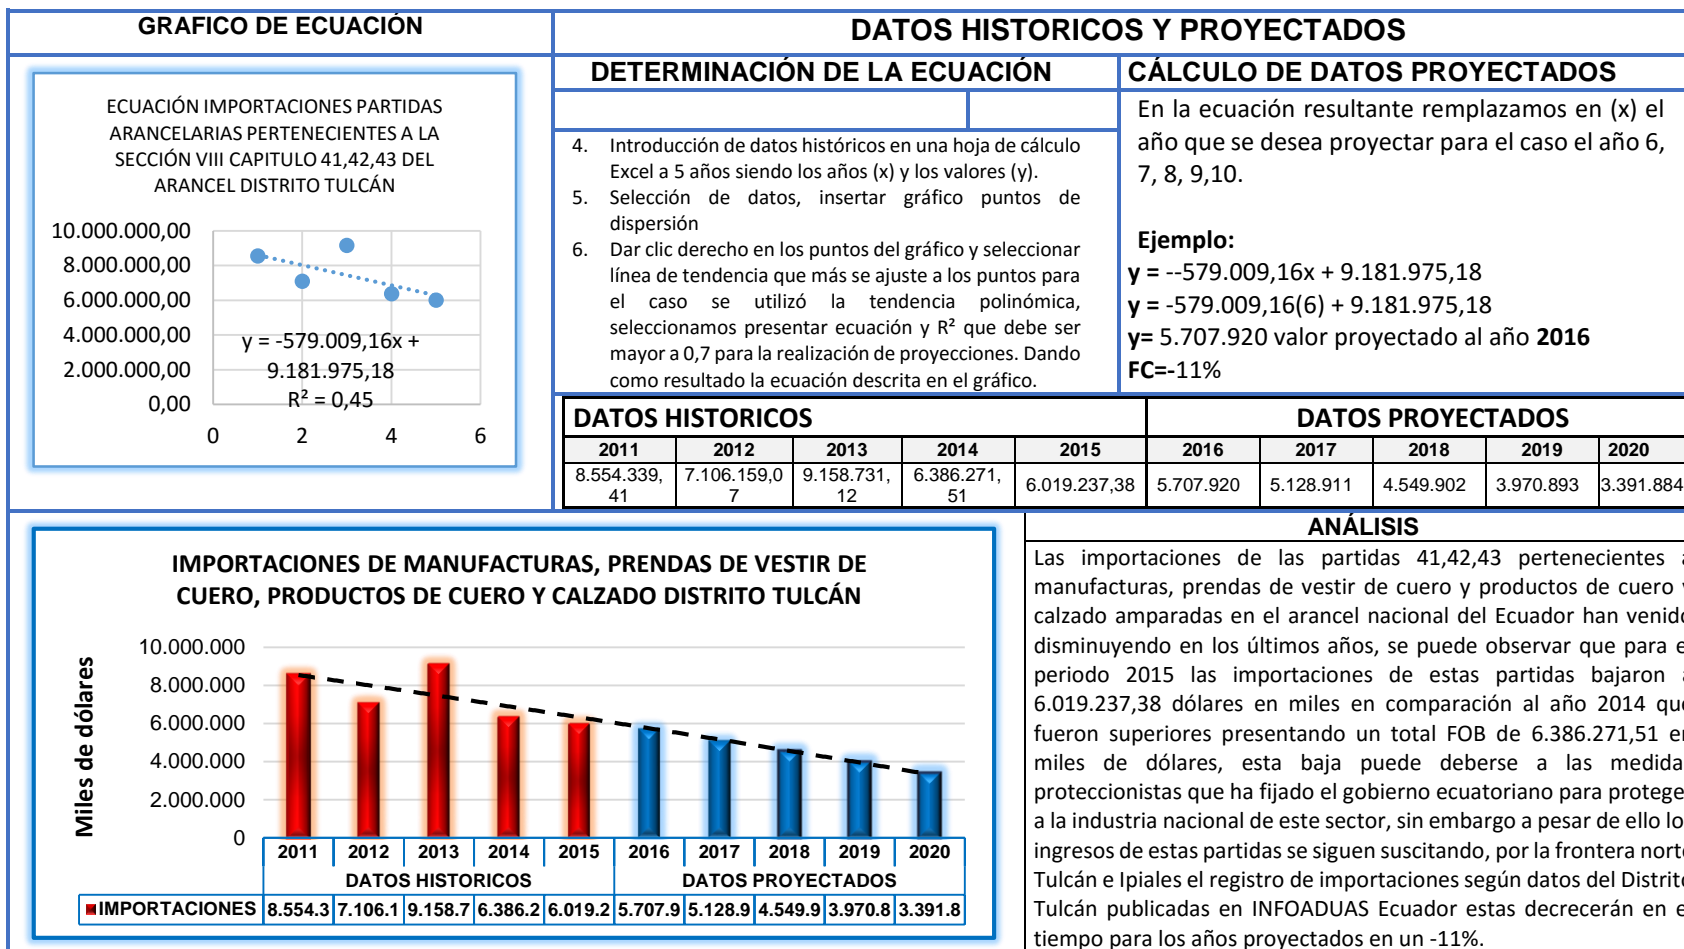 GRAFICO DE ECUACIÓN
DATOS HISTORICOS Y PROYECTADOS
ECUACIÓN IMPORTACIONES PARTIDAS
ARANCELARIAS PERTENECIENTES A LA
SECCIÓN VIII CAPITULO 41,42,43 DEL
ARANCEL DISTRITO TULCÁN
10.000.000,00
8.000.000,00
6.000.000,00
4.000.000,00
2.000.000,00
0,00
y = -579.009,16x +
9.181.975,18
R² = 0,45
0 2 4 6
DETERMINACIÓN DE LA ECUACIÓN
4. Introducción de datos históricos en una hoja de cálculo
Excel a 5 años siendo los años (x) y los valores (y).
5. Selección de datos, insertar gráfico puntos de
dispersión
6. Dar clic derecho en los puntos del gráfico y seleccionar
línea de tendencia que más se ajuste a los puntos para
el caso se utilizó la tendencia polinómica,
seleccionamos presentar ecuación y R² que debe ser
mayor a 0,7 para la realización de proyecciones. Dando
como resultado la ecuación descrita en el gráfico.
CÁLCULO DE DATOS PROYECTADOS
En la ecuación resultante remplazamos en (x) el
año que se desea proyectar para el caso el año 6,
7, 8, 9,10.
Ejemplo:
y = --579.009,16x + 9.181.975,18
y = -579.009,16(6) + 9.181.975,18
y= 5.707.920 valor proyectado al año 2016
FC=-11%
DATOS HISTORICOS DATOS PROYECTADOS
2011 2012 2013 2014 2015 2016 2017 2018 2019 2020
8.554.339, 7.106.159,0 9.158.731, 6.386.271, 6.019.237,38 5.707.920 5.128.911 4.549.902 3.970.893 3.391.884
41 7 12 51
IMPORTACIONES DE MANUFACTURAS, PRENDAS DE VESTIR DE
CUERO, PRODUCTOS DE CUERO Y CALZADO DISTRITO TULCÁN
Miles de dólares
10.000.000
8.000.000
6.000.000
4.000.000
2.000.000
0
2011 2012 2013 2014 2015 2016 2017 2018 2019 2020
DATOS HISTORICOS DATOS PROYECTADOS
IMPORTACIONES 8.554.3 7.106.1 9.158.7 6.386.2 6.019.2 5.707.9 5.128.9 4.549.9 3.970.8 3.391.8
ANÁLISIS
Las importaciones de las partidas 41,42,43 pertenecientes a
manufacturas, prendas de vestir de cuero y productos de cuero y
calzado amparadas en el arancel nacional del Ecuador han venido
disminuyendo en los últimos años, se puede observar que para el
periodo 2015 las importaciones de estas partidas bajaron a
6.019.237,38 dólares en miles en comparación al año 2014 que
fueron superiores presentando un total FOB de 6.386.271,51 en
miles de dólares, esta baja puede deberse a las medida
proteccionistas que ha fijado el gobierno ecuatoriano para protege
a la industria nacional de este sector, sin embargo a pesar de ello lo
ingresos de estas partidas se siguen suscitando, por la frontera norte
Tulcán e Ipiales el registro de importaciones según datos del Distrito
Tulcán publicadas en INFOADUAS Ecuador estas decrecerán en el
tiempo para los años proyectados en un -11%.